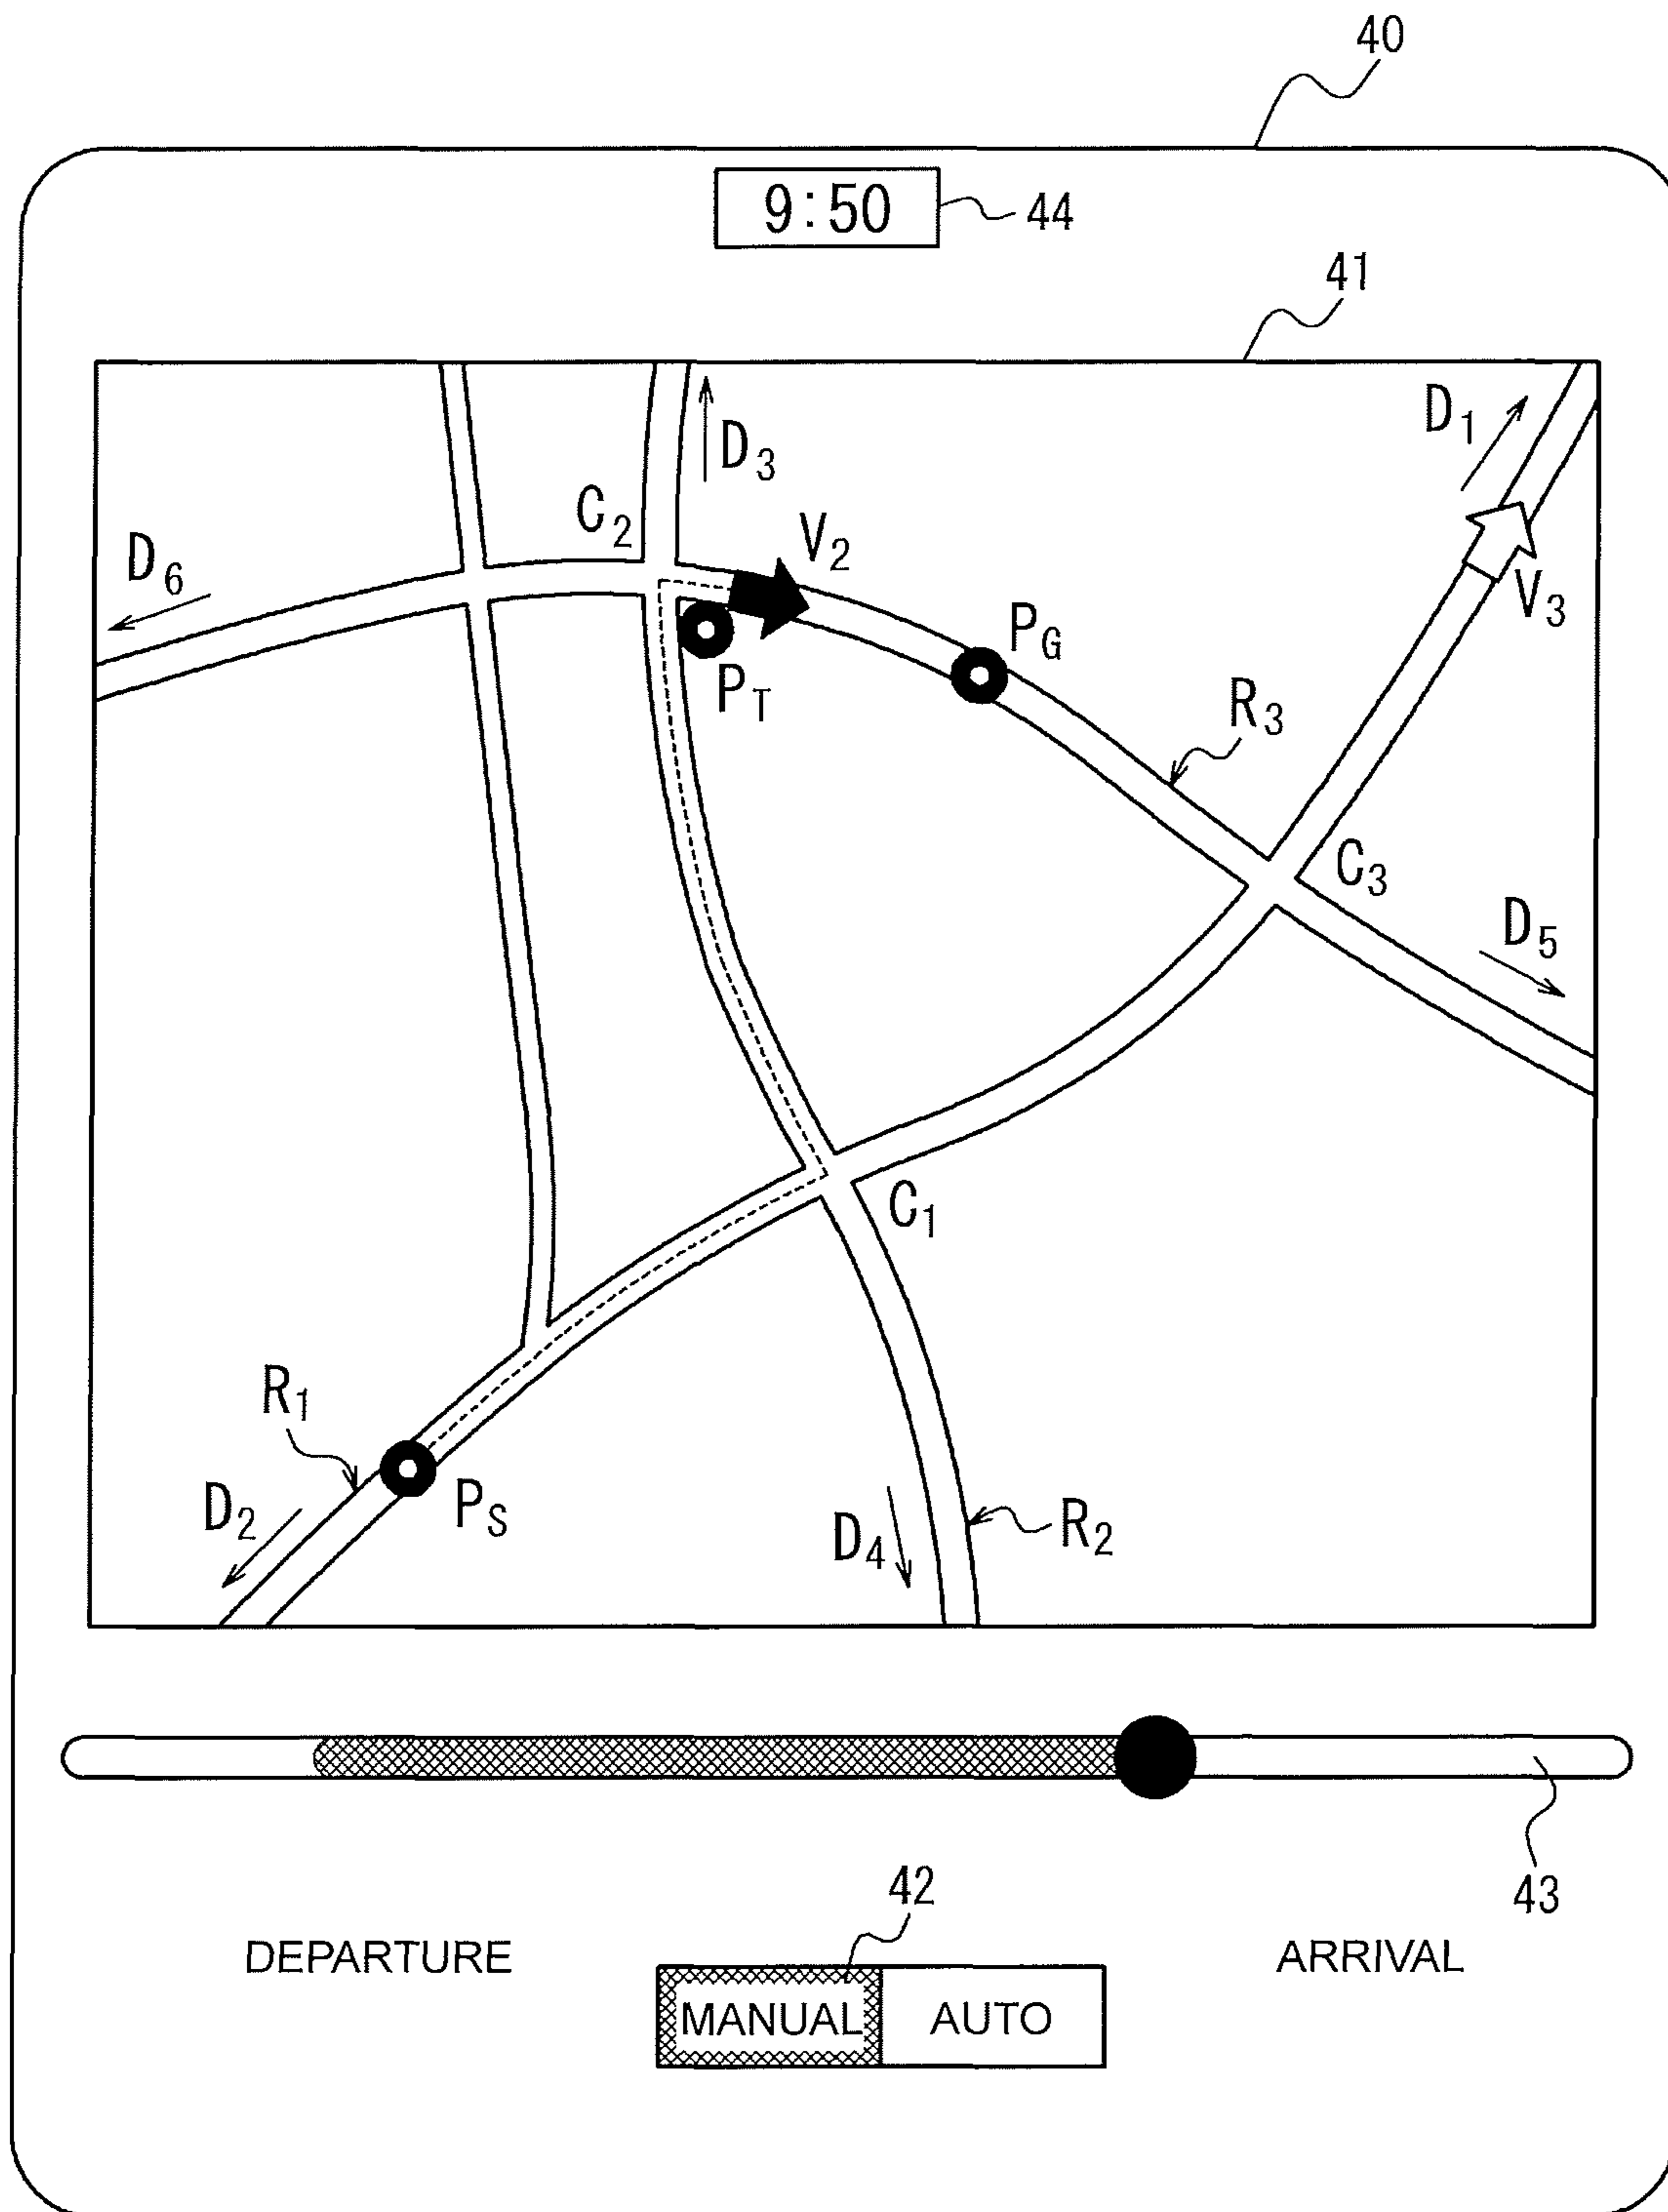 40
9:50
44
41
D1
D3
C2
V2
D6
V3
PG
PT
R3
C3
D5
C1
R1
PS
D2
D4
R2
42
43
DEPARTURE
ARRIVAL
MANUAL
AUTO